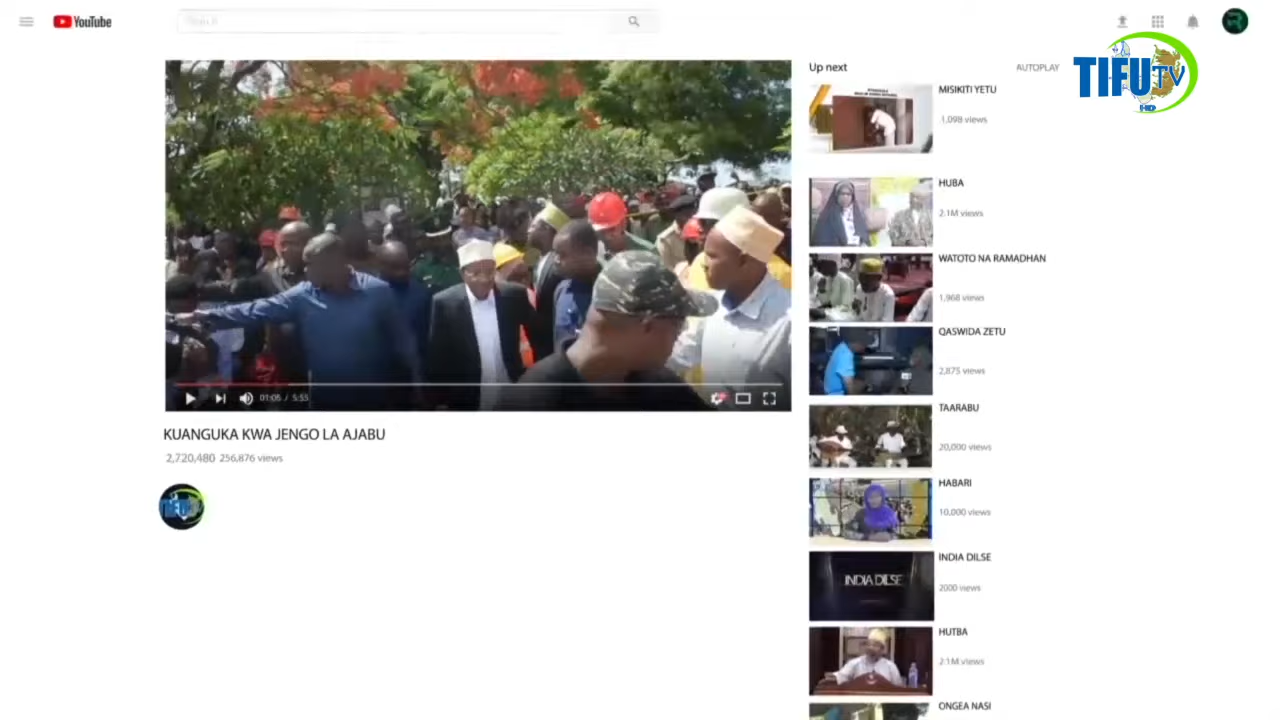 YouTube
Search
Up next
AUTOPLAY
TIFU TV
HD
MISIKITI YETU
1,098 views
HUBA
2.1M views
WATOTO NA RAMADHAN
1,968 views
QASWIDA ZETU
2,875 views
TAARABU
20,000 views
HABARI
10,000 views
INDIA DILSE
INDIA DILSE
2000 views
HUTBA
2.1M views
ONGEA NASI
01:05 / 5:53
KUANGUKA KWA JENGO LA AJABU
2,720,480 256,876 views